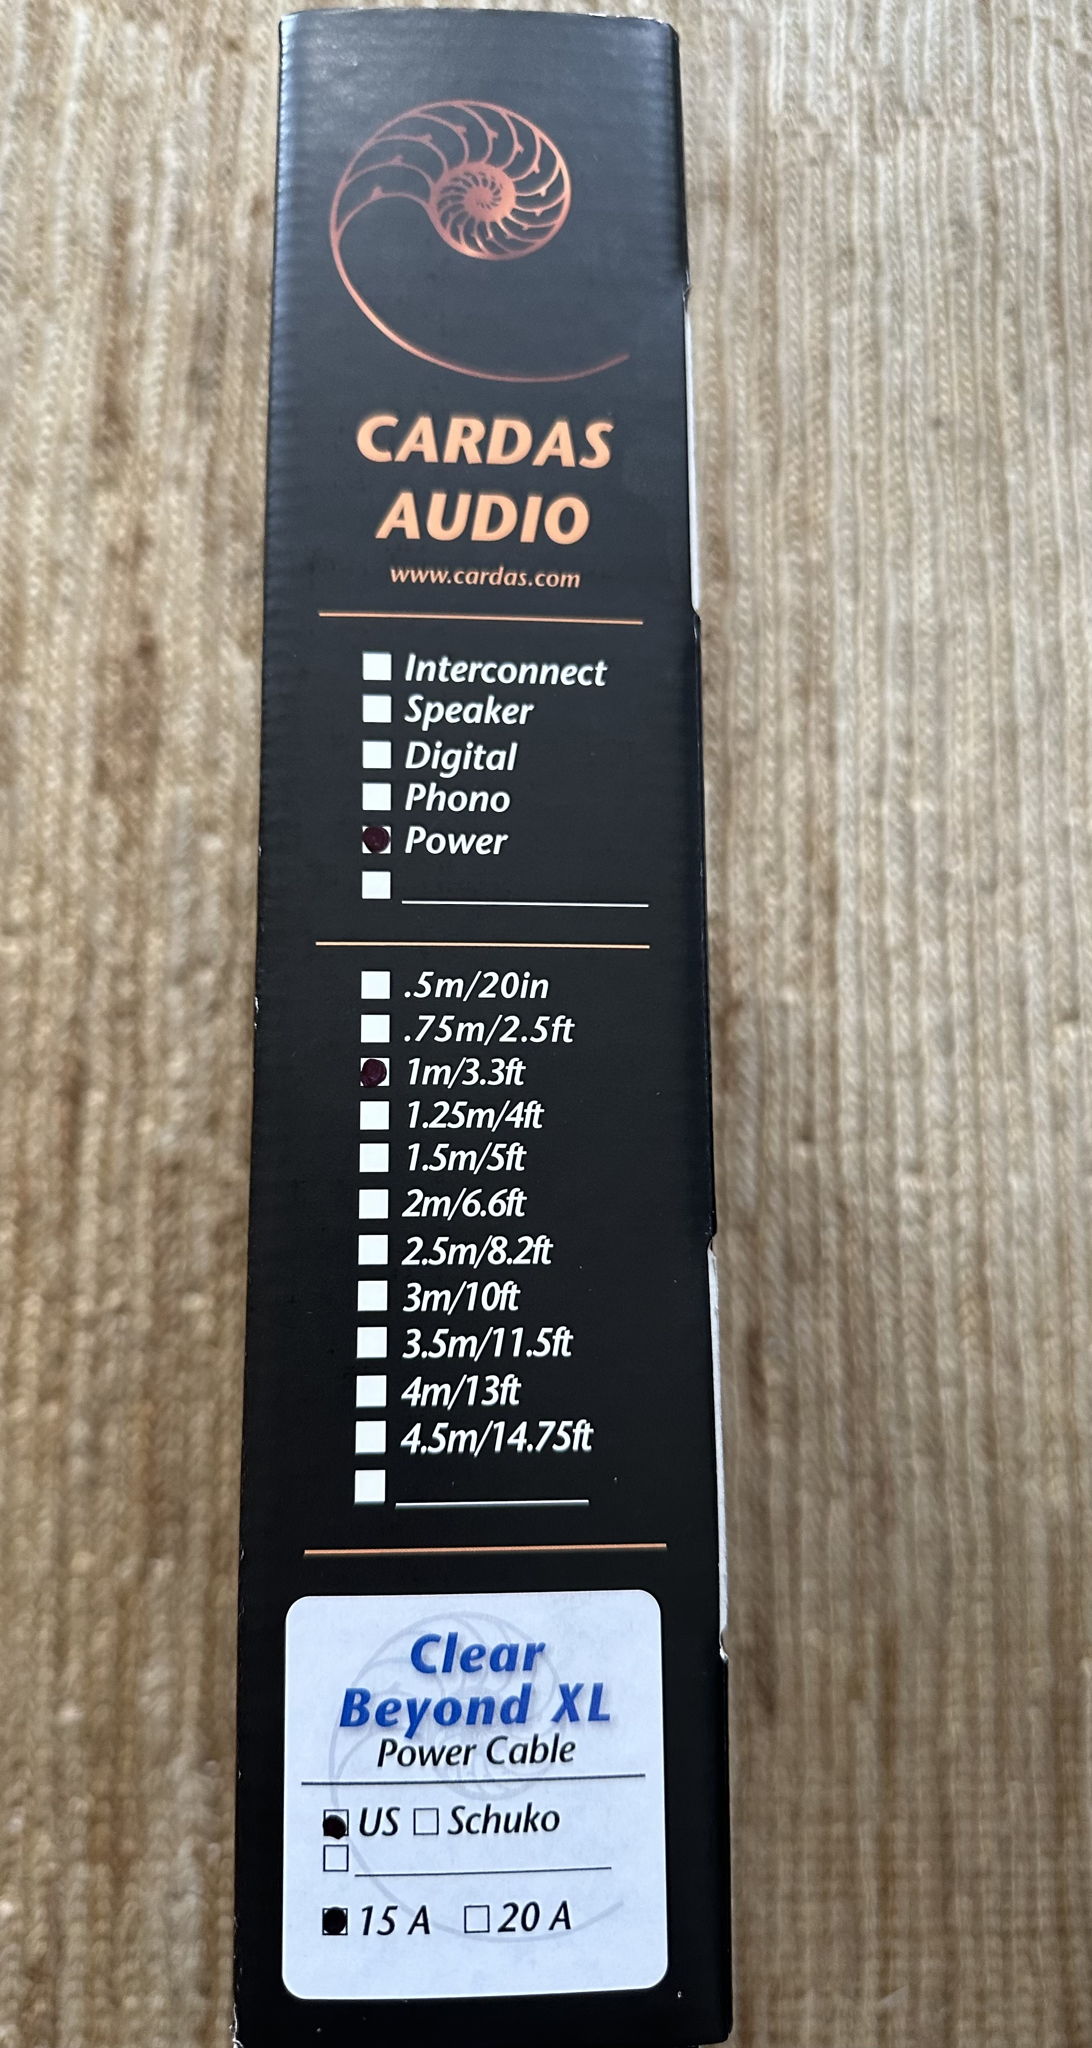 CARDAS
AUDIO
www.cardas.com
Interconnect
Speaker
Digital
Phono
Power
.5m/20in
.75m/2.5ft
1m/3.3ft
1.25m/4ft
1.5m/5ft
2m/6.6ft
2.5m/8.2ft
3m/10ft
3.5m/11.5ft
4m/13ft
4.5m/14.75ft
Clear
Beyond XL
Power Cable
US Schuko
15 A 20 A